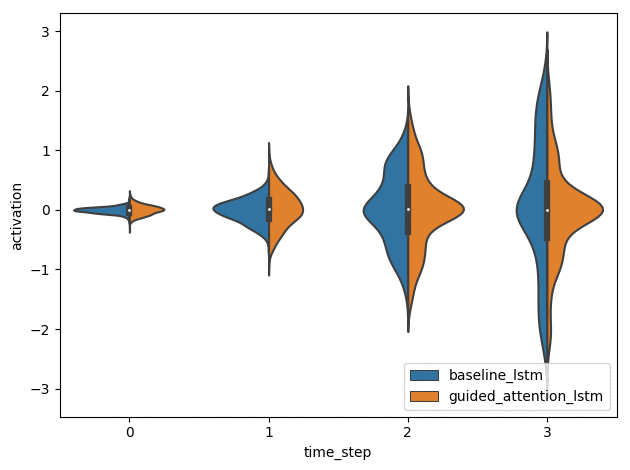 3
2
1
0
−1
−2
−3
activation
0
1
2
3
time_step
baseline_lstm
guided_attention_lstm